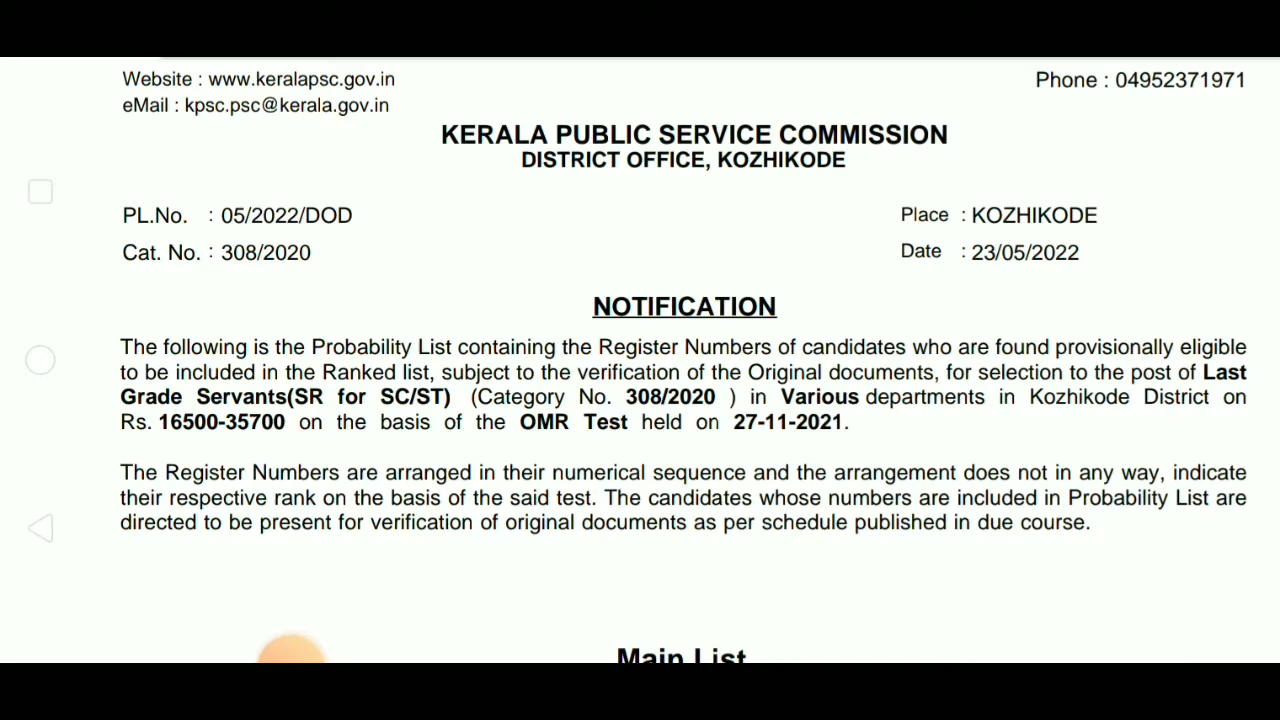 Website : www.keralapsc.gov.in
Phone : 04952371971
eMail : kpsc.psc@kerala.gov.in
KERALA PUBLIC SERVICE COMMISSION
DISTRICT OFFICE, KOZHIKODE
PL.No. : 05/2022/DOD
Place : KOZHIKODE
Cat. No. : 308/2020
Date : 23/05/2022
NOTIFICATION
The following is the Probability List containing the Register Numbers of candidates who are found provisionally eligible
to be included in the Ranked list, subject to the verification of the Original documents, for selection to the post of Last
Grade Servants(SR for SC/ST) (Category No. 308/2020 ) in Various departments in Kozhikode District on
Rs. 16500-35700 on the basis of the OMR Test held on 27-11-2021.
The Register Numbers are arranged in their numerical sequence and the arrangement does not in any way, indicate
their respective rank on the basis of the said test. The candidates whose numbers are included in Probability List are
directed to be present for verification of original documents as per schedule published in due course.
Main List